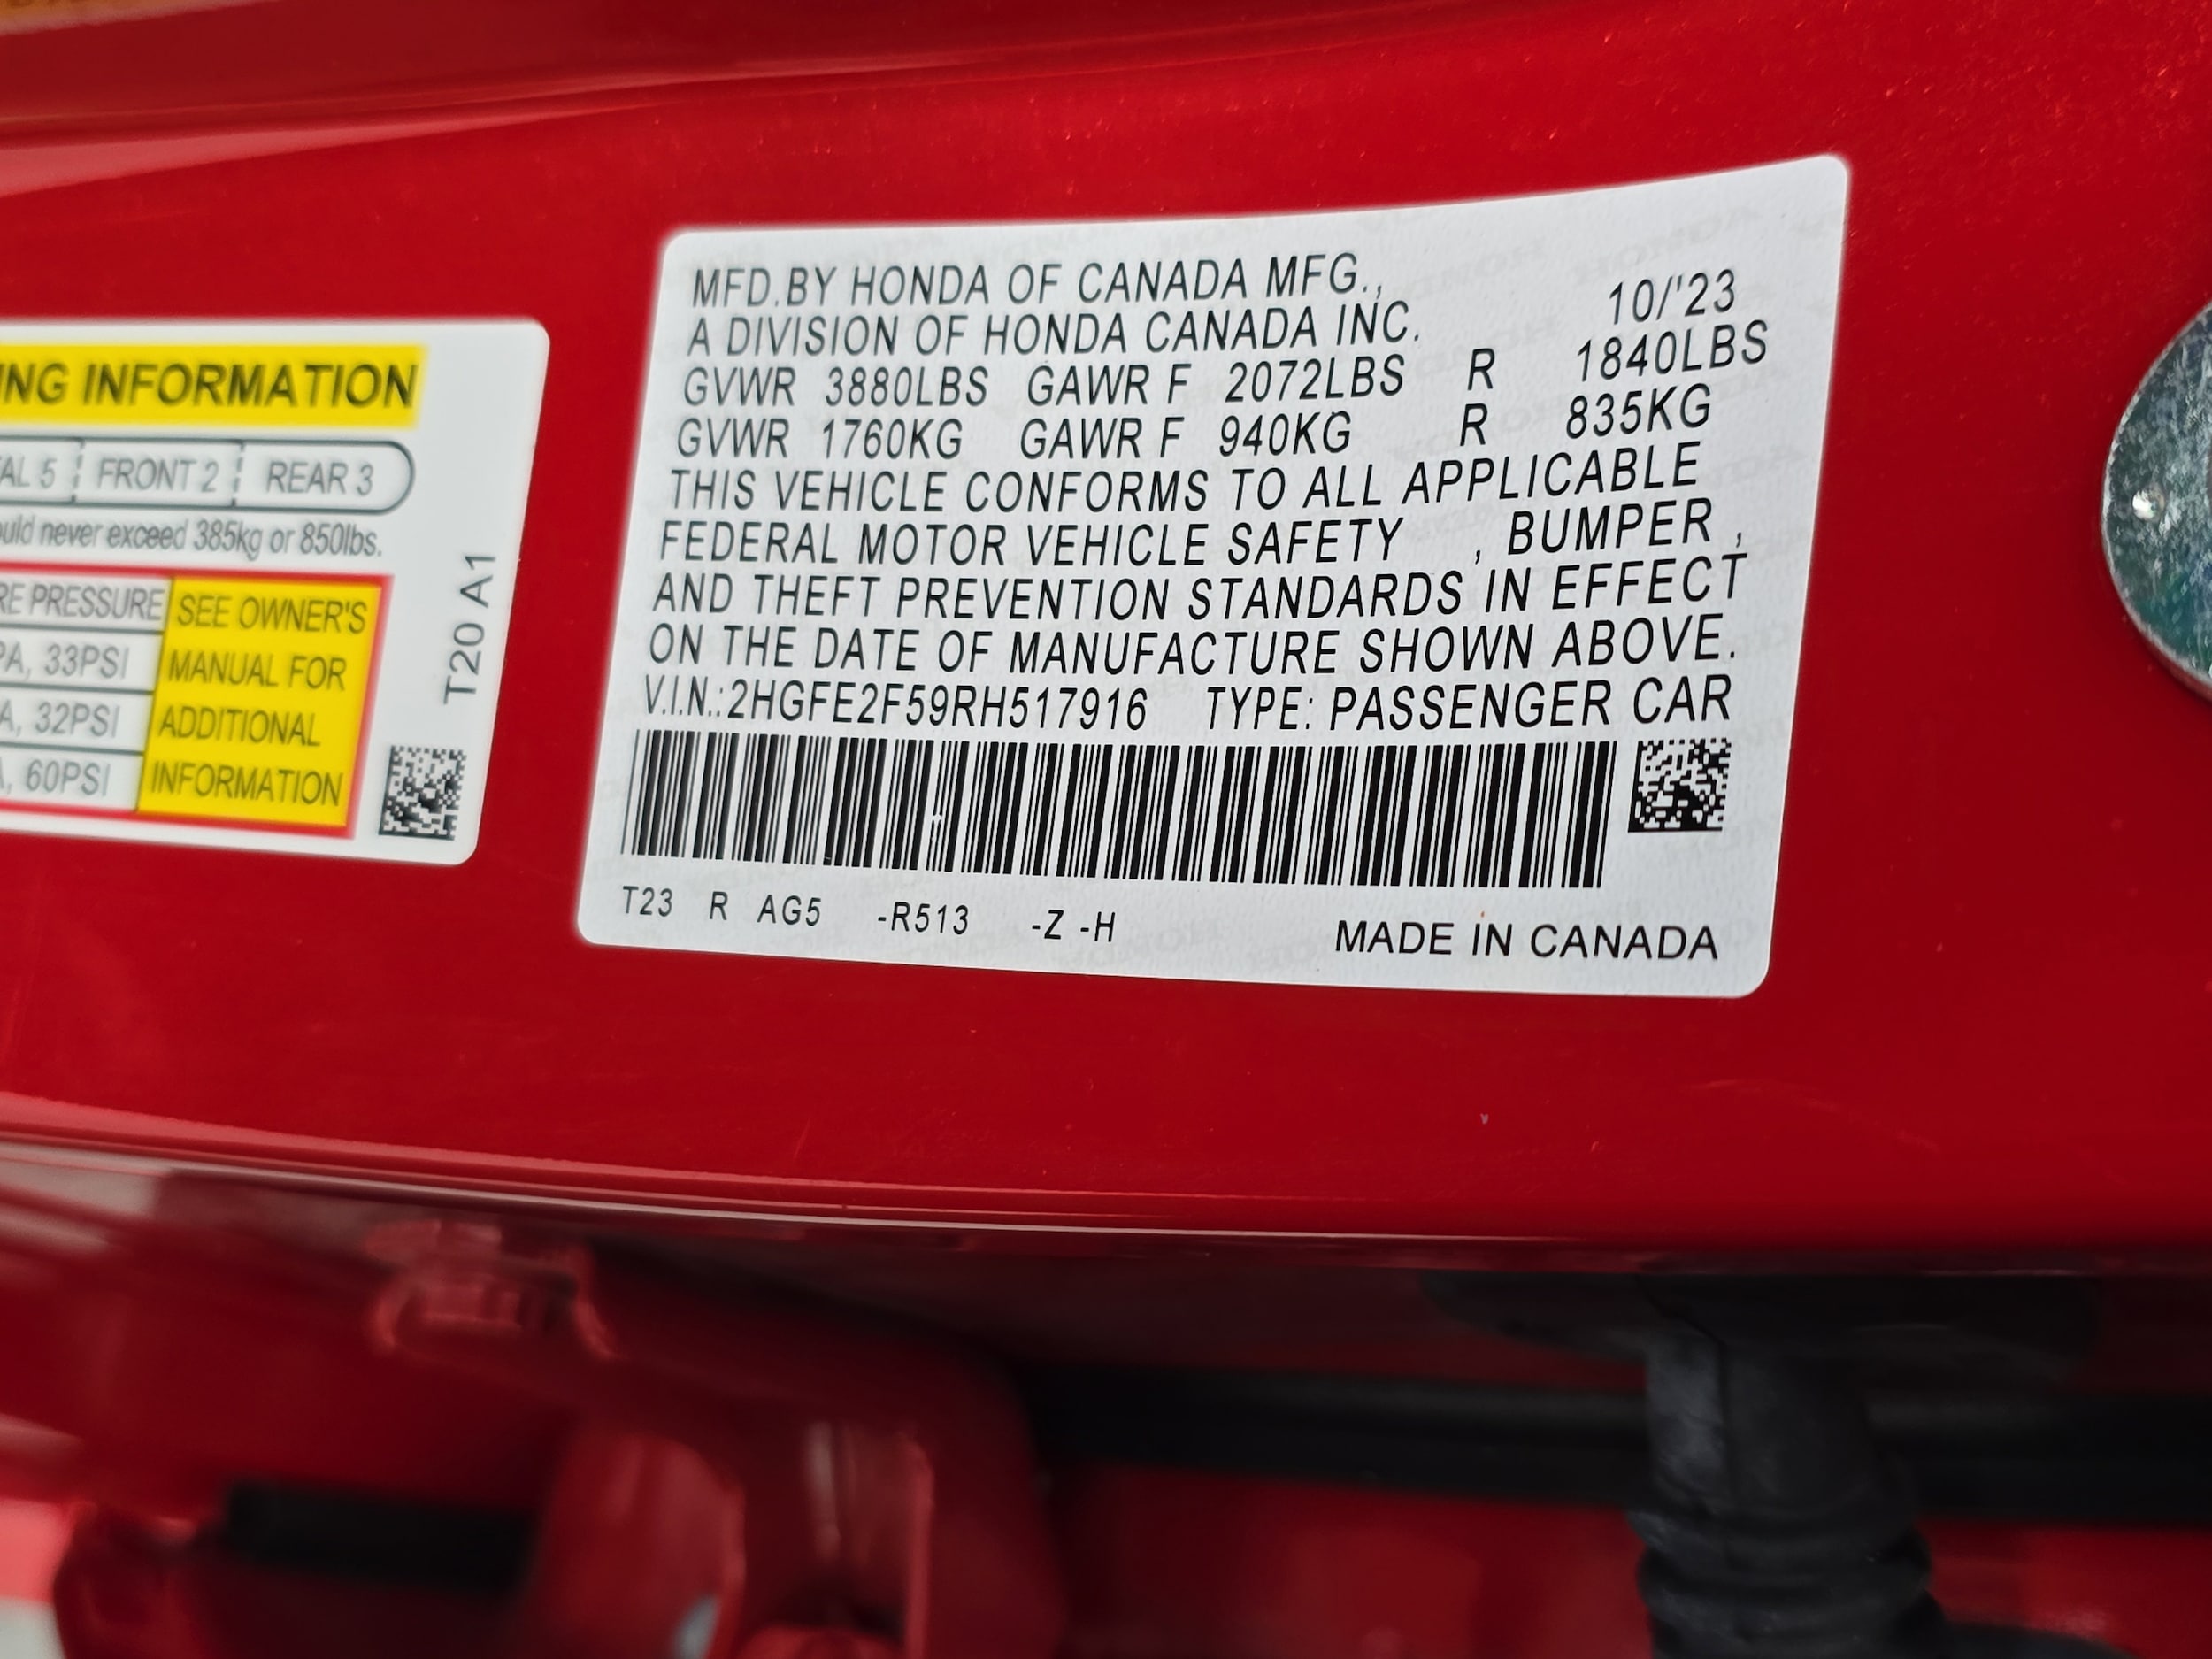 ING INFORMATION
AL 5 FRONT 2 REAR 3
ould never exceed 385kg or 850lbs.
RE PRESSURE SEE OWNER'S
PA, 33PSI MANUAL FOR
A, 32PSI ADDITIONAL
A, 60PSI INFORMATION
T20 A1
MFD.BY HONDA OF CANADA MFG.,
A DIVISION OF HONDA CANADA INC. 10/'23
GVWR 3880LBS GAWR F 2072LBS R 1840LBS
GVWR 1760KG GAWR F 940KG R 835KG
THIS VEHICLE CONFORMS TO ALL APPLICABLE
FEDERAL MOTOR VEHICLE SAFETY , BUMPER ,
AND THEFT PREVENTION STANDARDS IN EFFECT
ON THE DATE OF MANUFACTURE SHOWN ABOVE.
V.I.N.:2HGFE2F59RH517916 TYPE: PASSENGER CAR
T23 R AG5 -R513 -Z -H
MADE IN CANADA